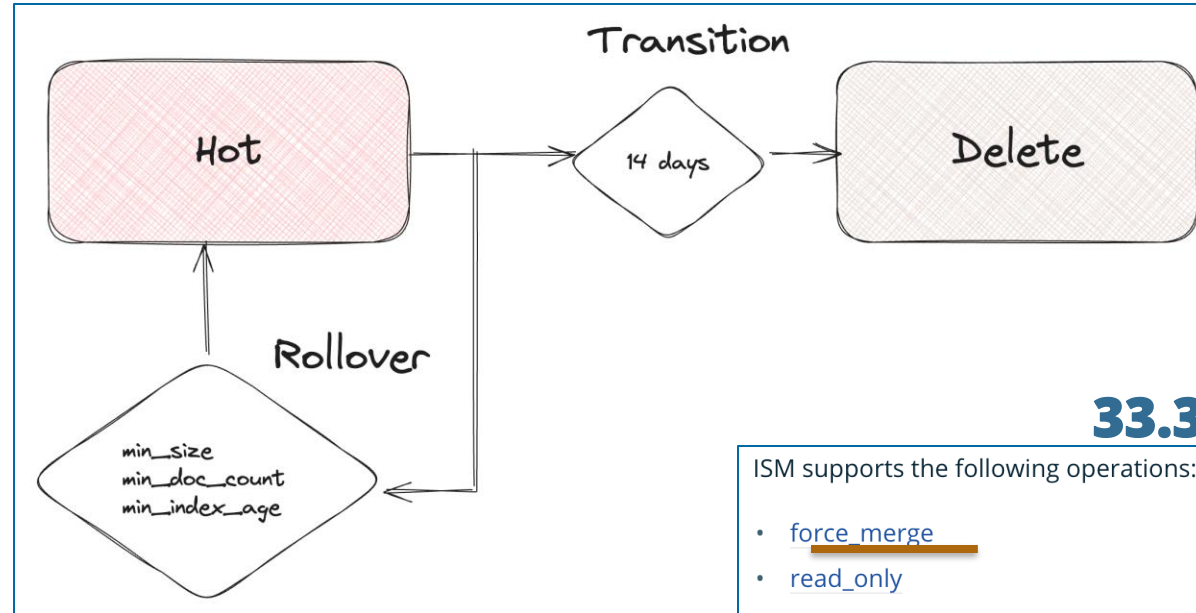 Transition
Hot
14 days
Delete
Rollover
min_size
min_doc_count
min_index_age
33.3
ISM supports the following operations:
• force_merge
• read_only